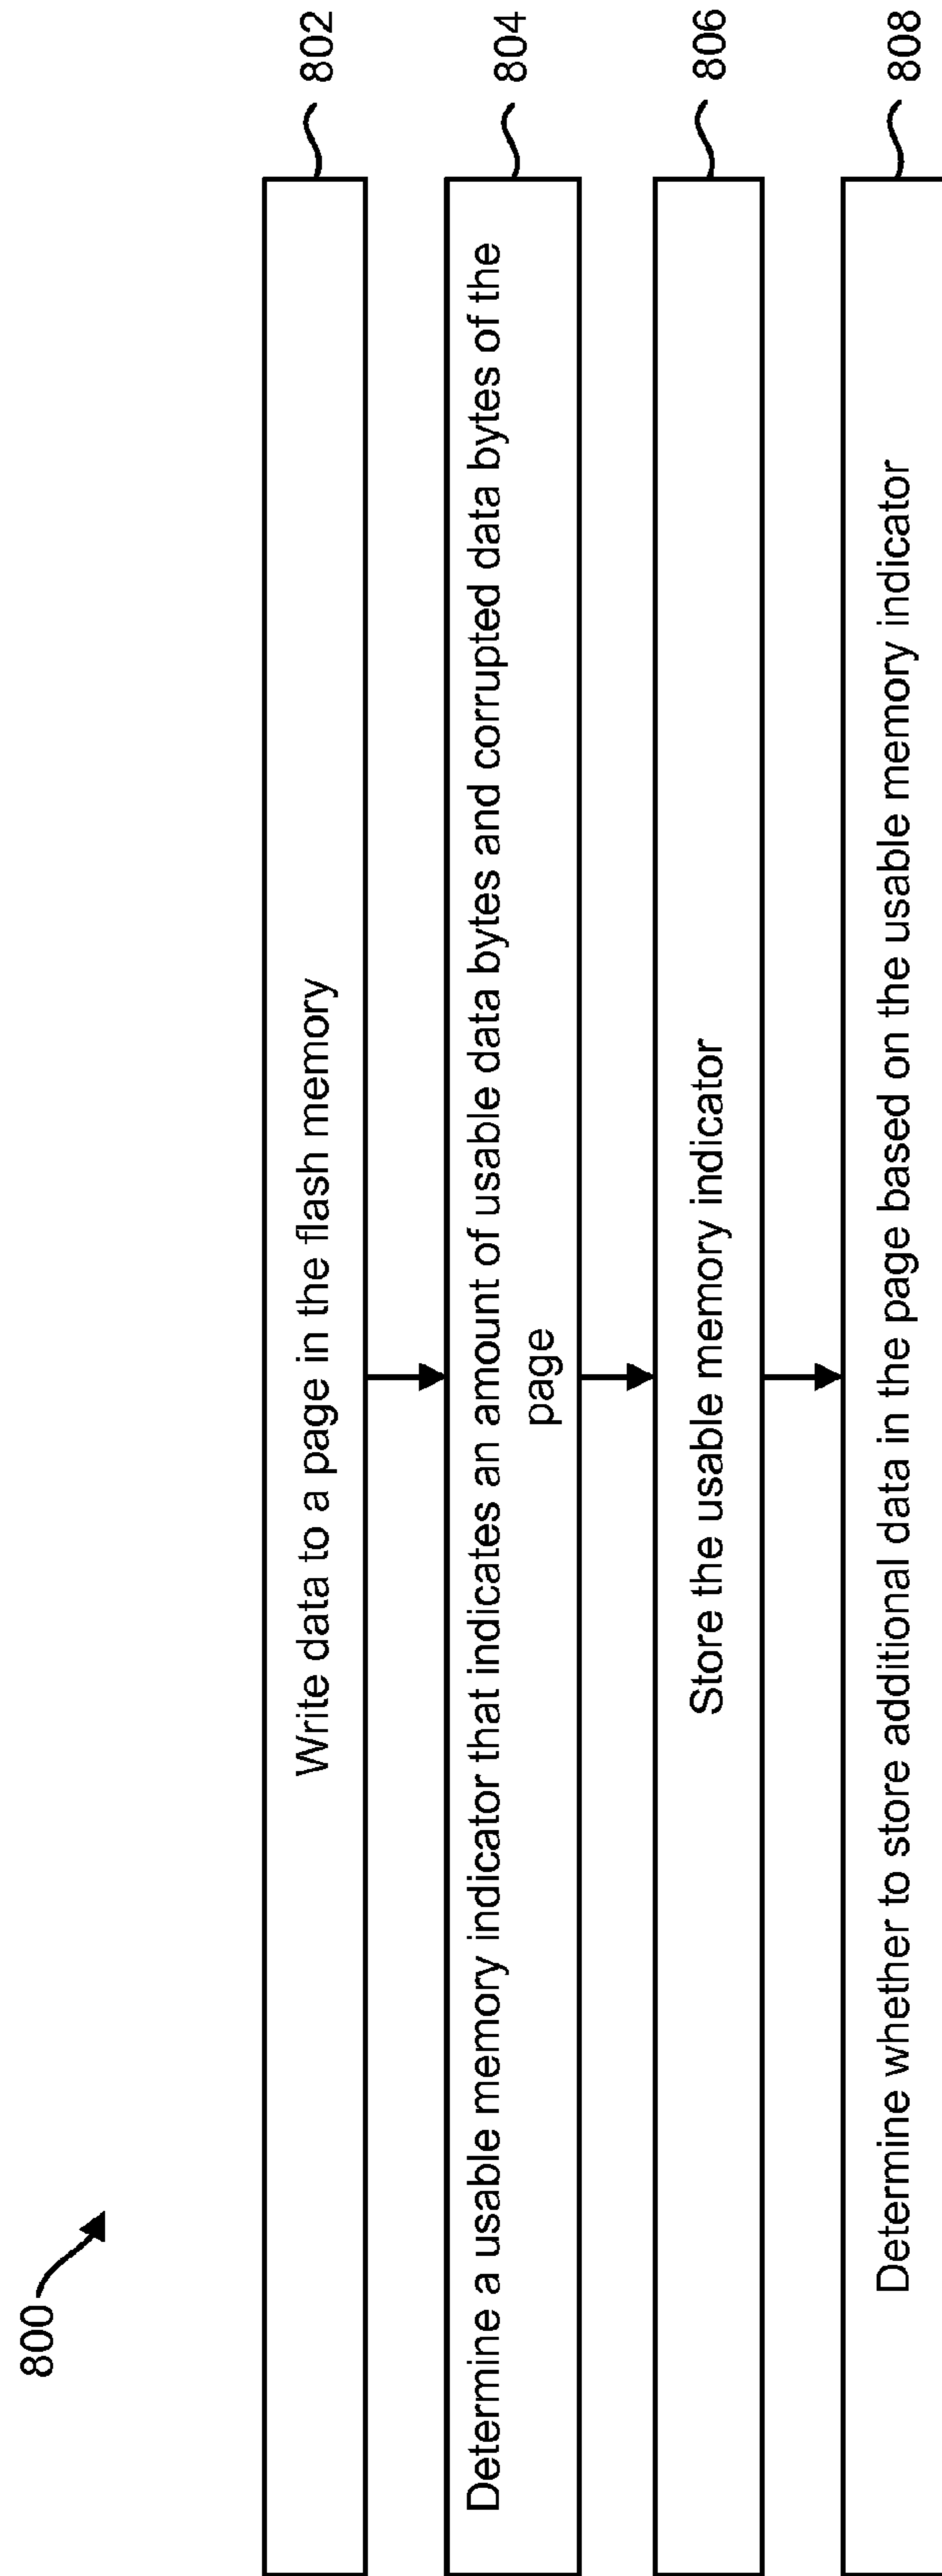 800
Write data to a page in the flash memory
802
Determine a usable memory indicator that indicates an amount of usable data bytes and corrupted data bytes of the
page
804
Store the usable memory indicator
806
Determine whether to store additional data in the page based on the usable memory indicator
808